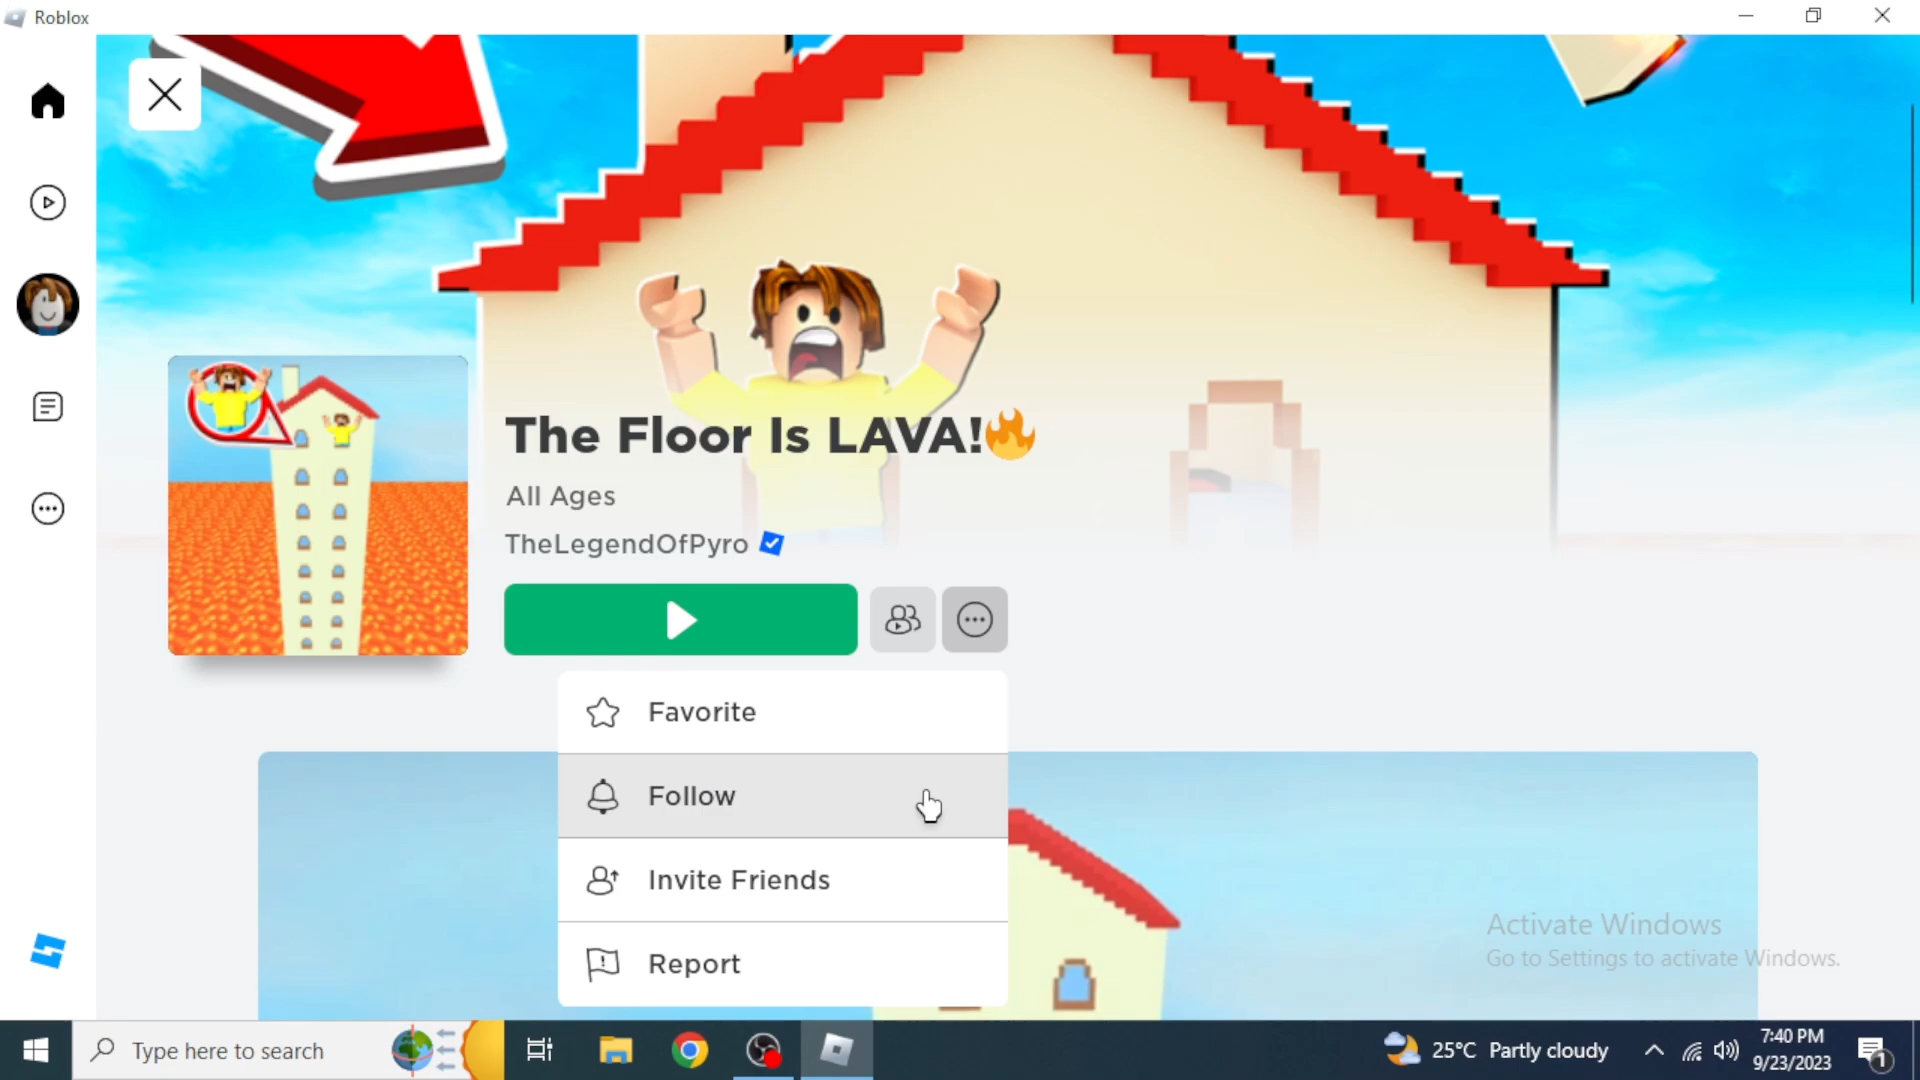 Roblox
The Floor Is LAVA!🔥
All Ages
TheLegendOfPyro
Favorite
Follow
Invite Friends
Report
Activate Windows
Go to Settings to activate Windows.
Type here to search
25°C Partly cloudy
7:40 PM
9/23/2023
1